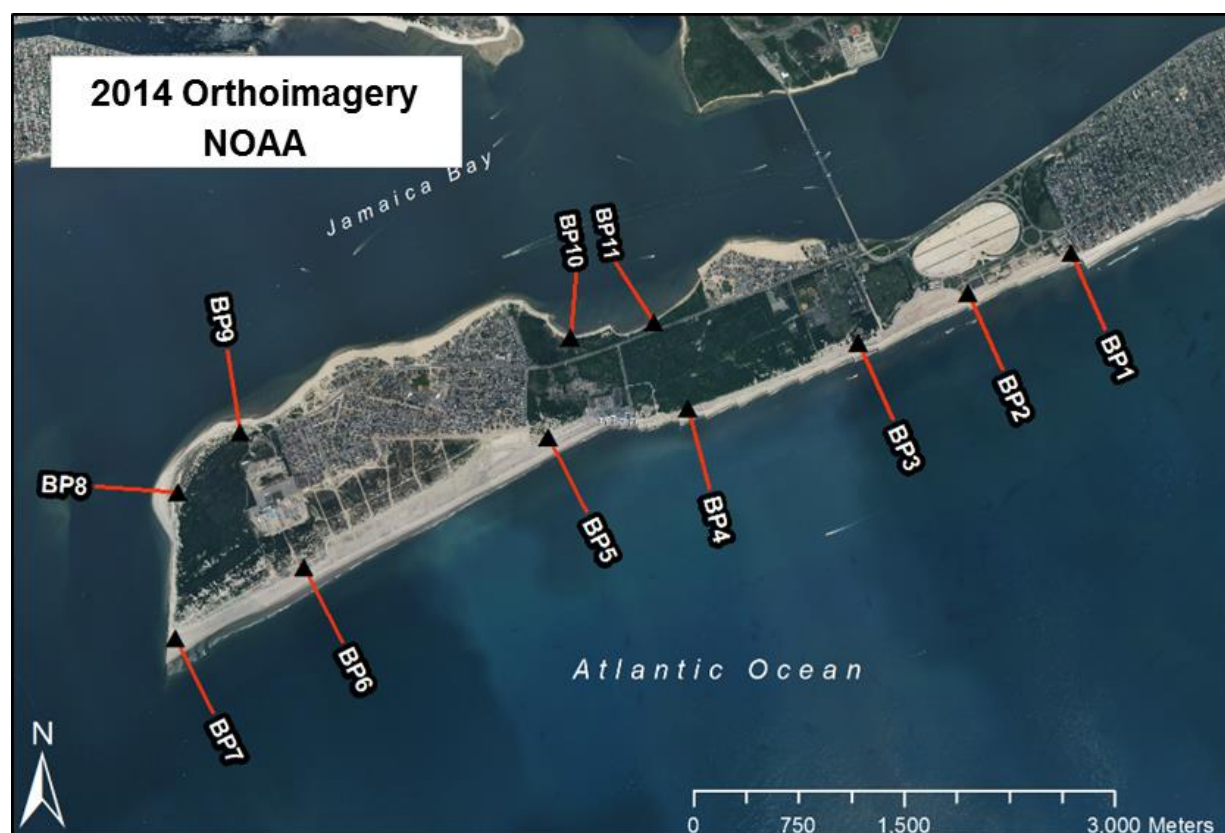 2014 Orthoimagery
NOAA
Jamaica Bay
BP10
BP11
BP9
BP8
BP1
BP2
BP3
BP4
BP5
BP6
BP7
Atlantic Ocean
N
0 750 1,500 3,000 Meters